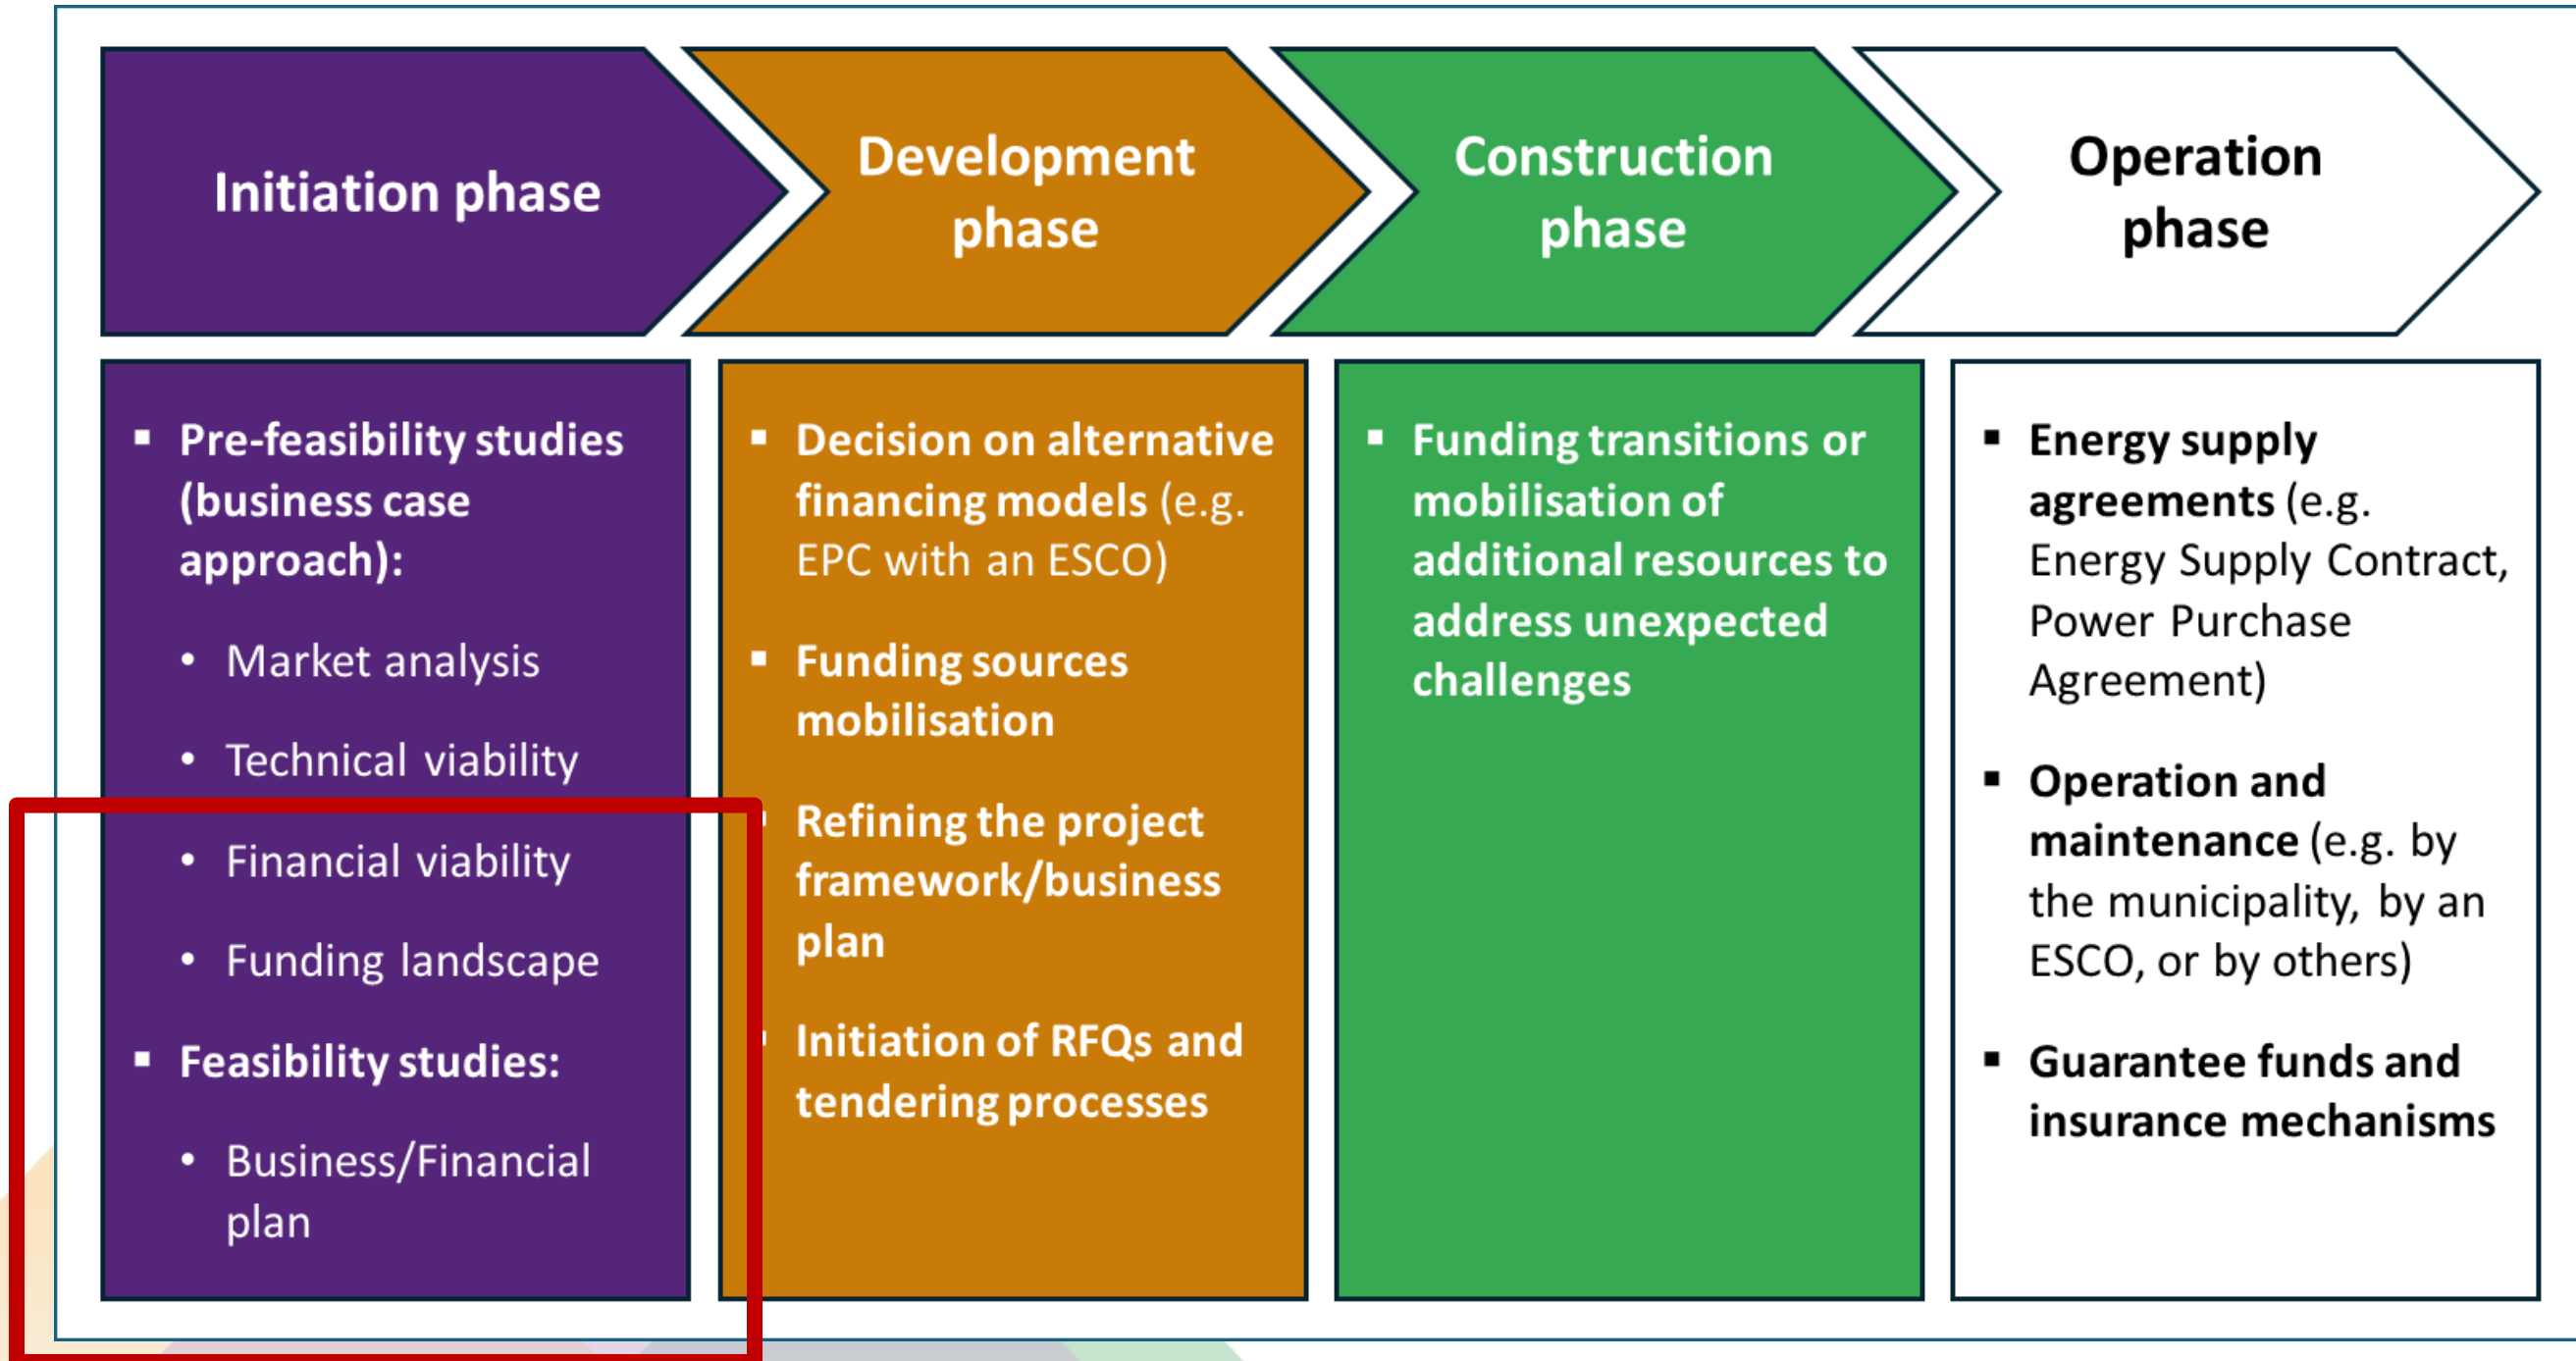 Initiation phase
Development
phase
Construction
phase
Operation
phase
▪ Pre-feasibility studies
(business case
approach):
• Market analysis
• Technical viability
• Financial viability
• Funding landscape
▪ Feasibility studies:
• Business/Financial
plan
▪ Decision on alternative
financing models (e.g.
EPC with an ESCO)
▪ Funding sources
mobilisation
Refining the project
framework/business
plan
Initiation of RFQs and
tendering processes
▪ Funding transitions or
mobilisation of
additional resources to
address unexpected
challenges
▪ Energy supply
agreements (e.g.
Energy Supply Contract,
Power Purchase
Agreement)
▪ Operation and
maintenance (e.g. by
the municipality, by an
ESCO, or by others)
▪ Guarantee funds and
insurance mechanisms